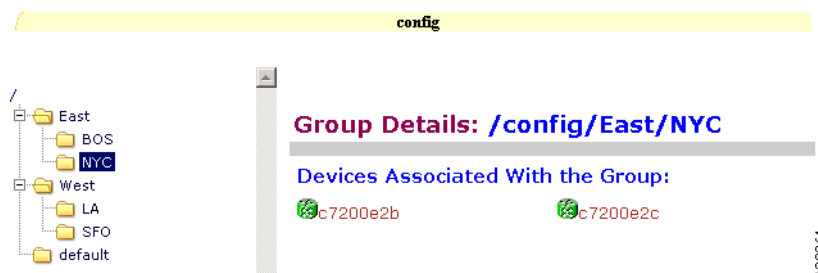 config
/
East
BOS
NYC
West
LA
SFO
default
Group Details: /config/East/NYC
Devices Associated With the Group:
c7200e2b c7200e2c